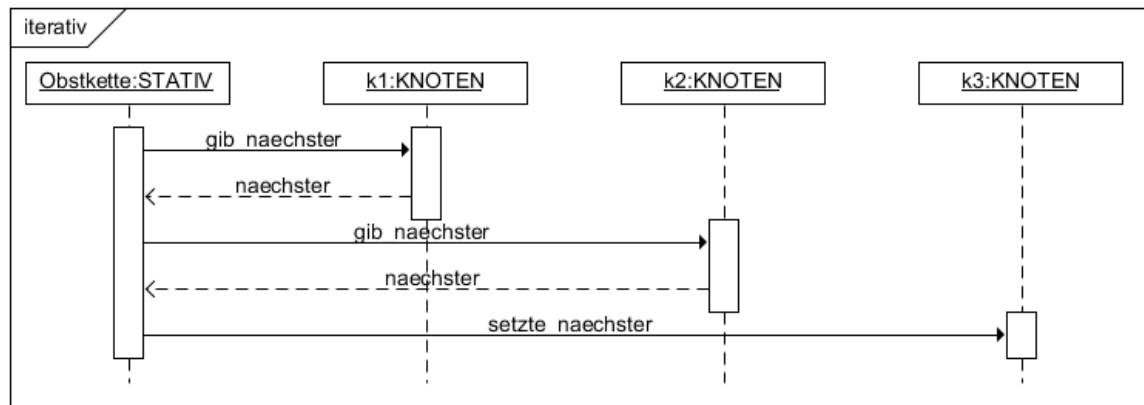 iterativ
Obstkette:STATIV
k1:KNOTEN
k2:KNOTEN
k3:KNOTEN
gib_naechster
naechster
gib_naechster
naechster
setzte_naechster